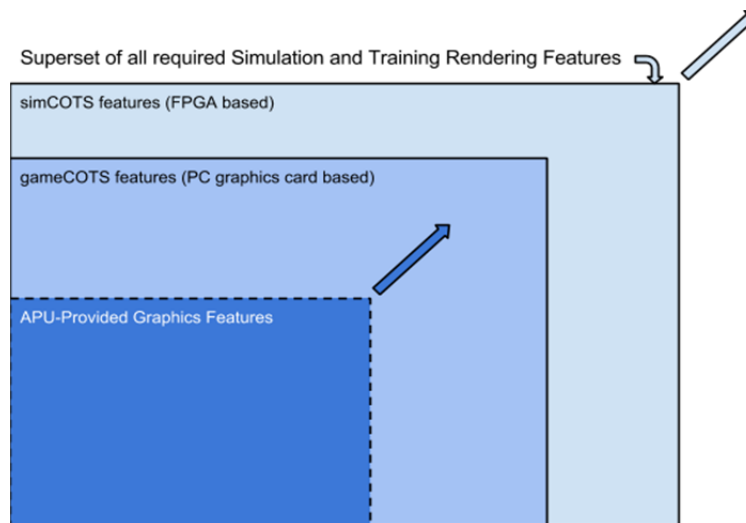 Superset of all required Simulation and Training Rendering Features
simCOTS features (FPGA based)
gameCOTS features (PC graphics card based)
APU-Provided Graphics Features